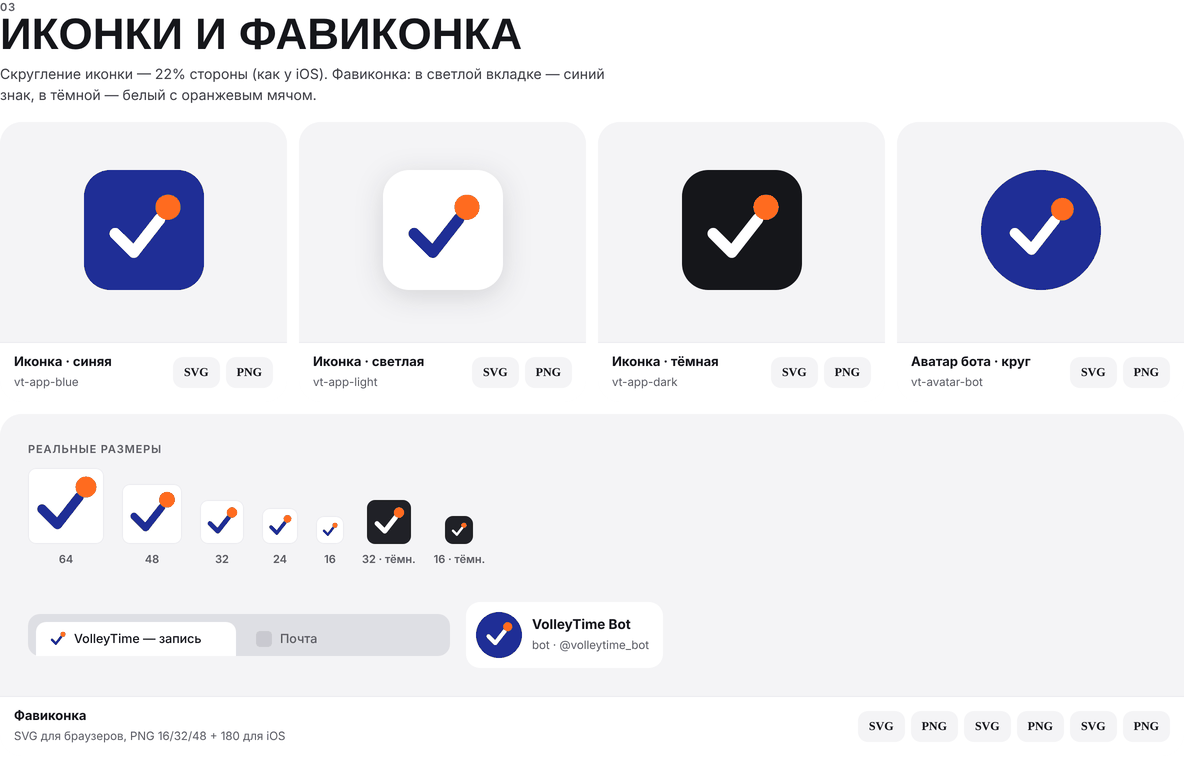 03
ИКОНКИ И ФАВИКОНКА
Скругление иконки — 22% стороны (как у iOS). Фавиконка: в светлой вкладке — синий
знак, в тёмной — белый с оранжевым мячом.
Иконка · синяя
vt-app-blue
SVG PNG
Иконка · светлая
vt-app-light
SVG PNG
Иконка · тёмная
vt-app-dark
SVG PNG
Аватар бота · круг
vt-avatar-bot
SVG PNG
РЕАЛЬНЫЕ РАЗМЕРЫ
64 48 32 24 16 32 · тёмн. 16 · тёмн.
VolleyTime — запись Почта
VolleyTime Bot
bot · @volleytime_bot
Фавиконка
SVG для браузеров, PNG 16/32/48 + 180 для iOS
SVG PNG SVG PNG SVG PNG